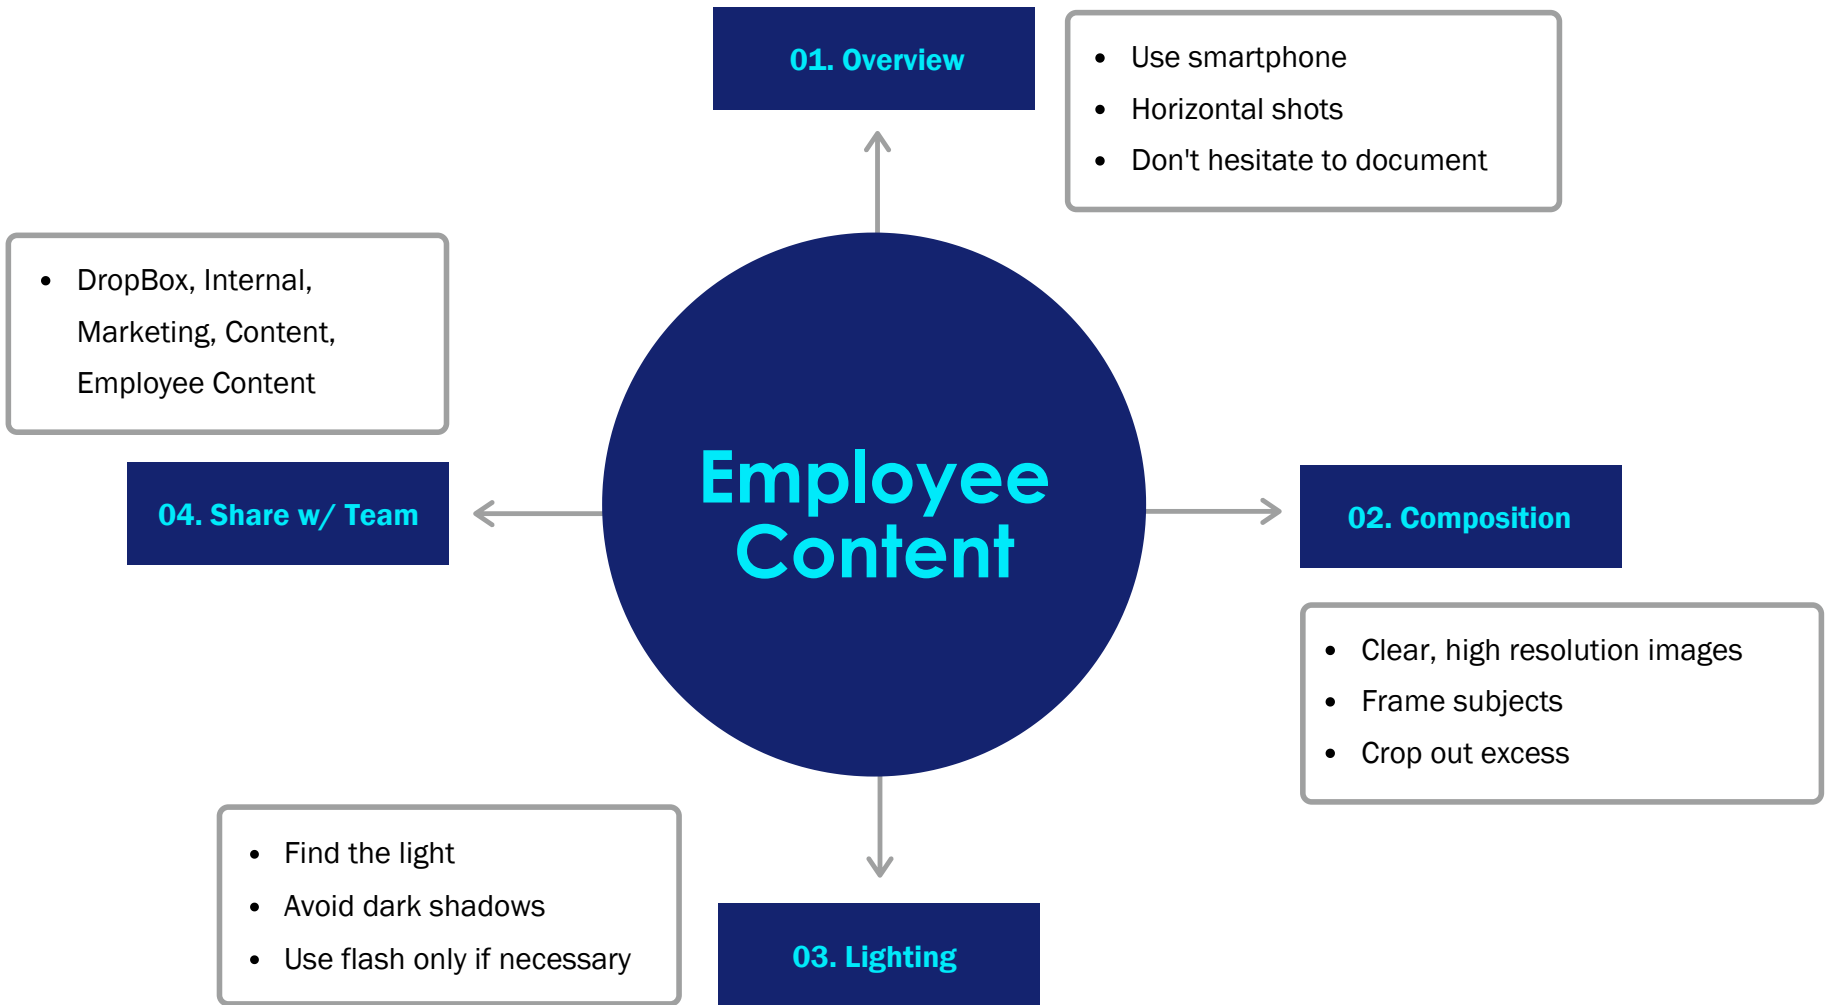 01. Overview
• Use smartphone
• Horizontal shots
• Don't hesitate to document
• DropBox, Internal,
Marketing, Content,
Employee Content
04. Share w/ Team
Employee
Content
02. Composition
• Clear, high resolution images
• Frame subjects
• Crop out excess
• Find the light
• Avoid dark shadows
• Use flash only if necessary
03. Lighting